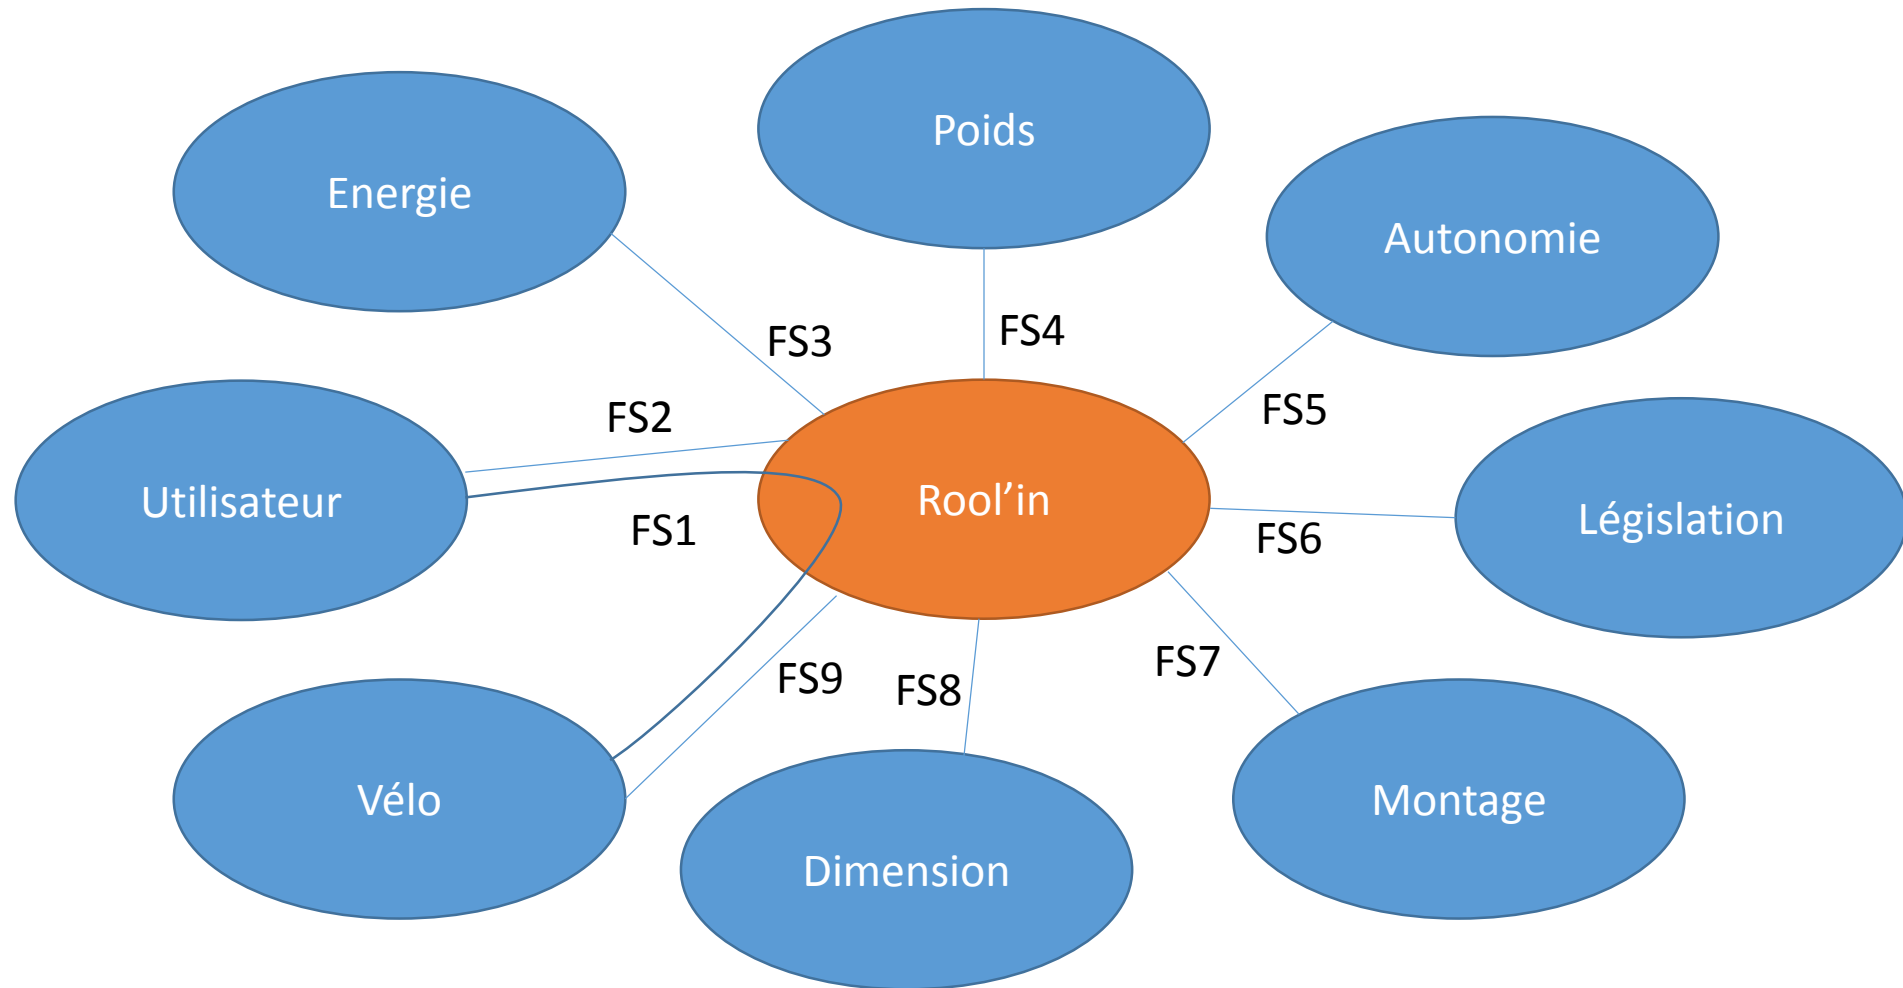 Poids
Energie
Autonomie
FS3
FS4
FS5
FS2
Utilisateur
FS1
Rool’in
FS6
Législation
FS9
FS8
FS7
Vélo
Dimension
Montage